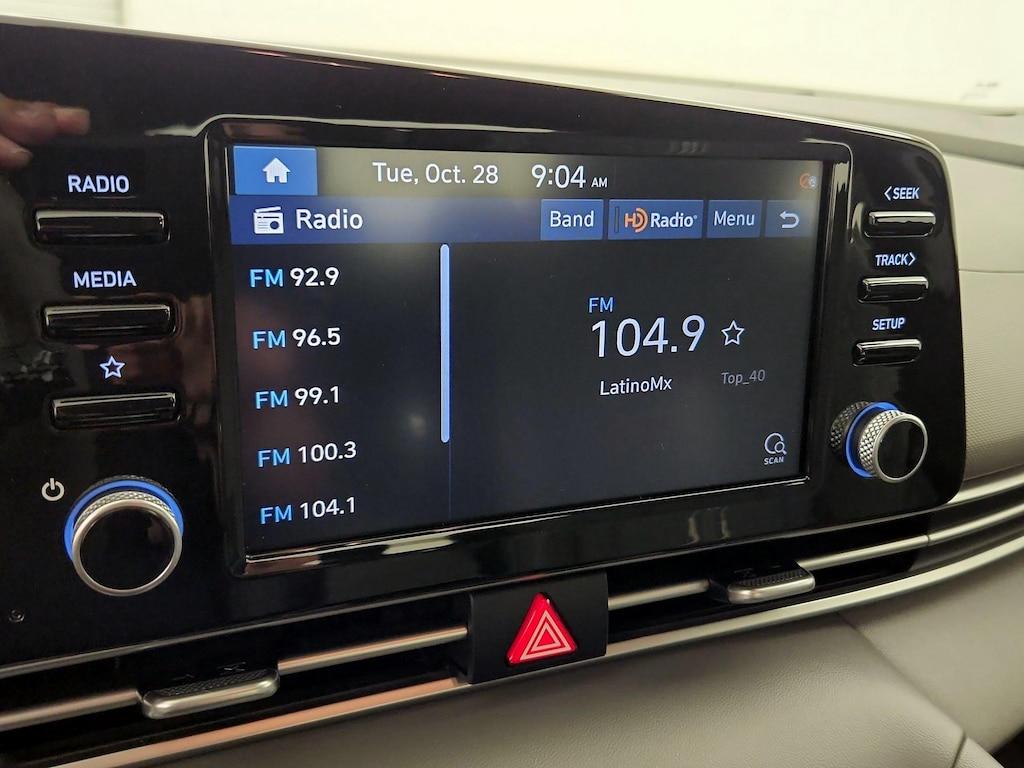 RADIO
MEDIA
Tue, Oct. 28 9:04 AM
Radio Band HD Radio Menu
FM 92.9
FM 96.5
FM 99.1
FM 100.3
FM 104.1
FM
104.9
LatinoMx Top_40
SCAN
<SEEK
TRACK>
SETUP